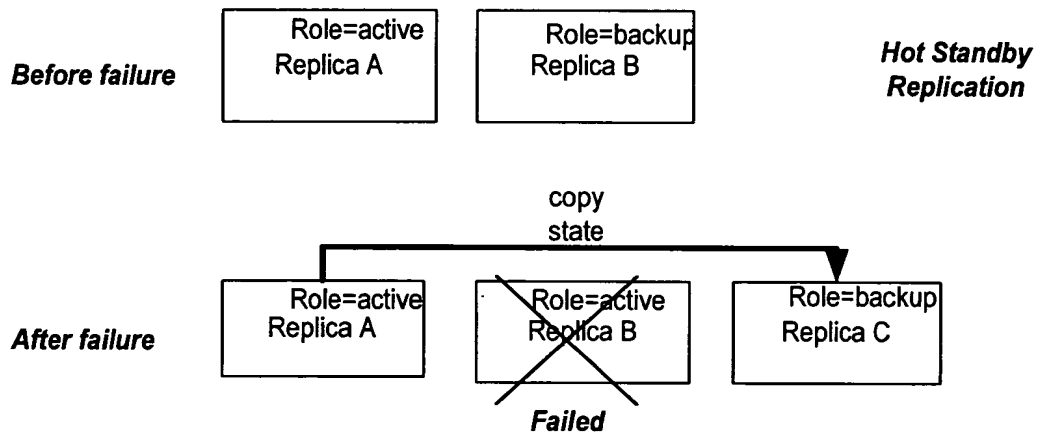 Role=active
Replica A
Role=backup
Replica B
Before failure
Hot Standby
Replication
copy
state
Role=active
Replica A
Role=active
Replica B
Role=backup
Replica C
After failure
Failed